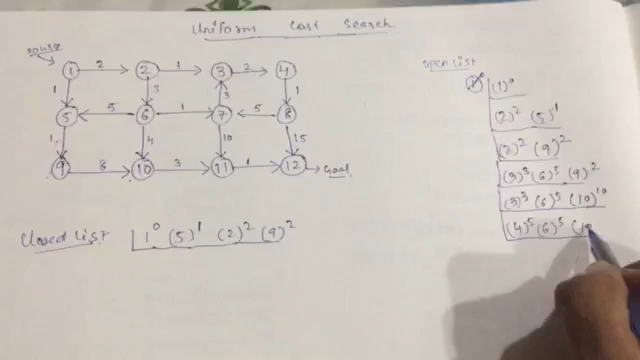 Uniform Cost Search
source
1 2 2 1 3 2 4
1 3 3 1
5 5 6 1 7 5 8
1 4 10 15
9 8 10 3 11 1 12 Goal
Closed List 1⁰ (5)¹ (2)² (9)²
Open List
(1)⁰
(2)² (5)¹
(2)² (9)²
(3)³ (6)⁵ (9)²
(3)³ (6)⁵ (10)¹⁰
(4)⁵ (6)⁵ (10